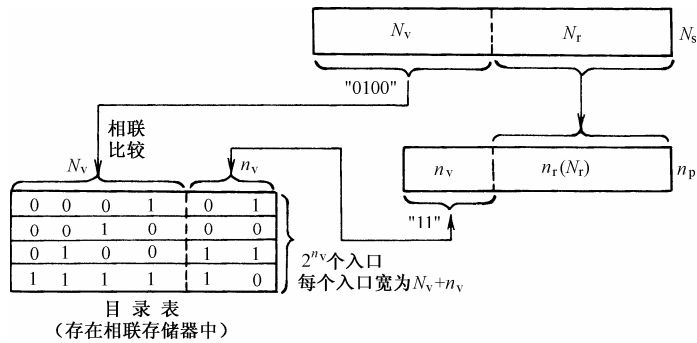 Nv Nr Ns
"0100"
相联
比较
Nv nv
nv nr(Nr) np
"11"
0 0 0 1 0 1
0 0 1 0 0 0
0 1 0 0 1 1
1 1 1 1 1 0
2^nv个入口
每个入口宽为Nv+nv
目 录 表
(存在相联存储器中)